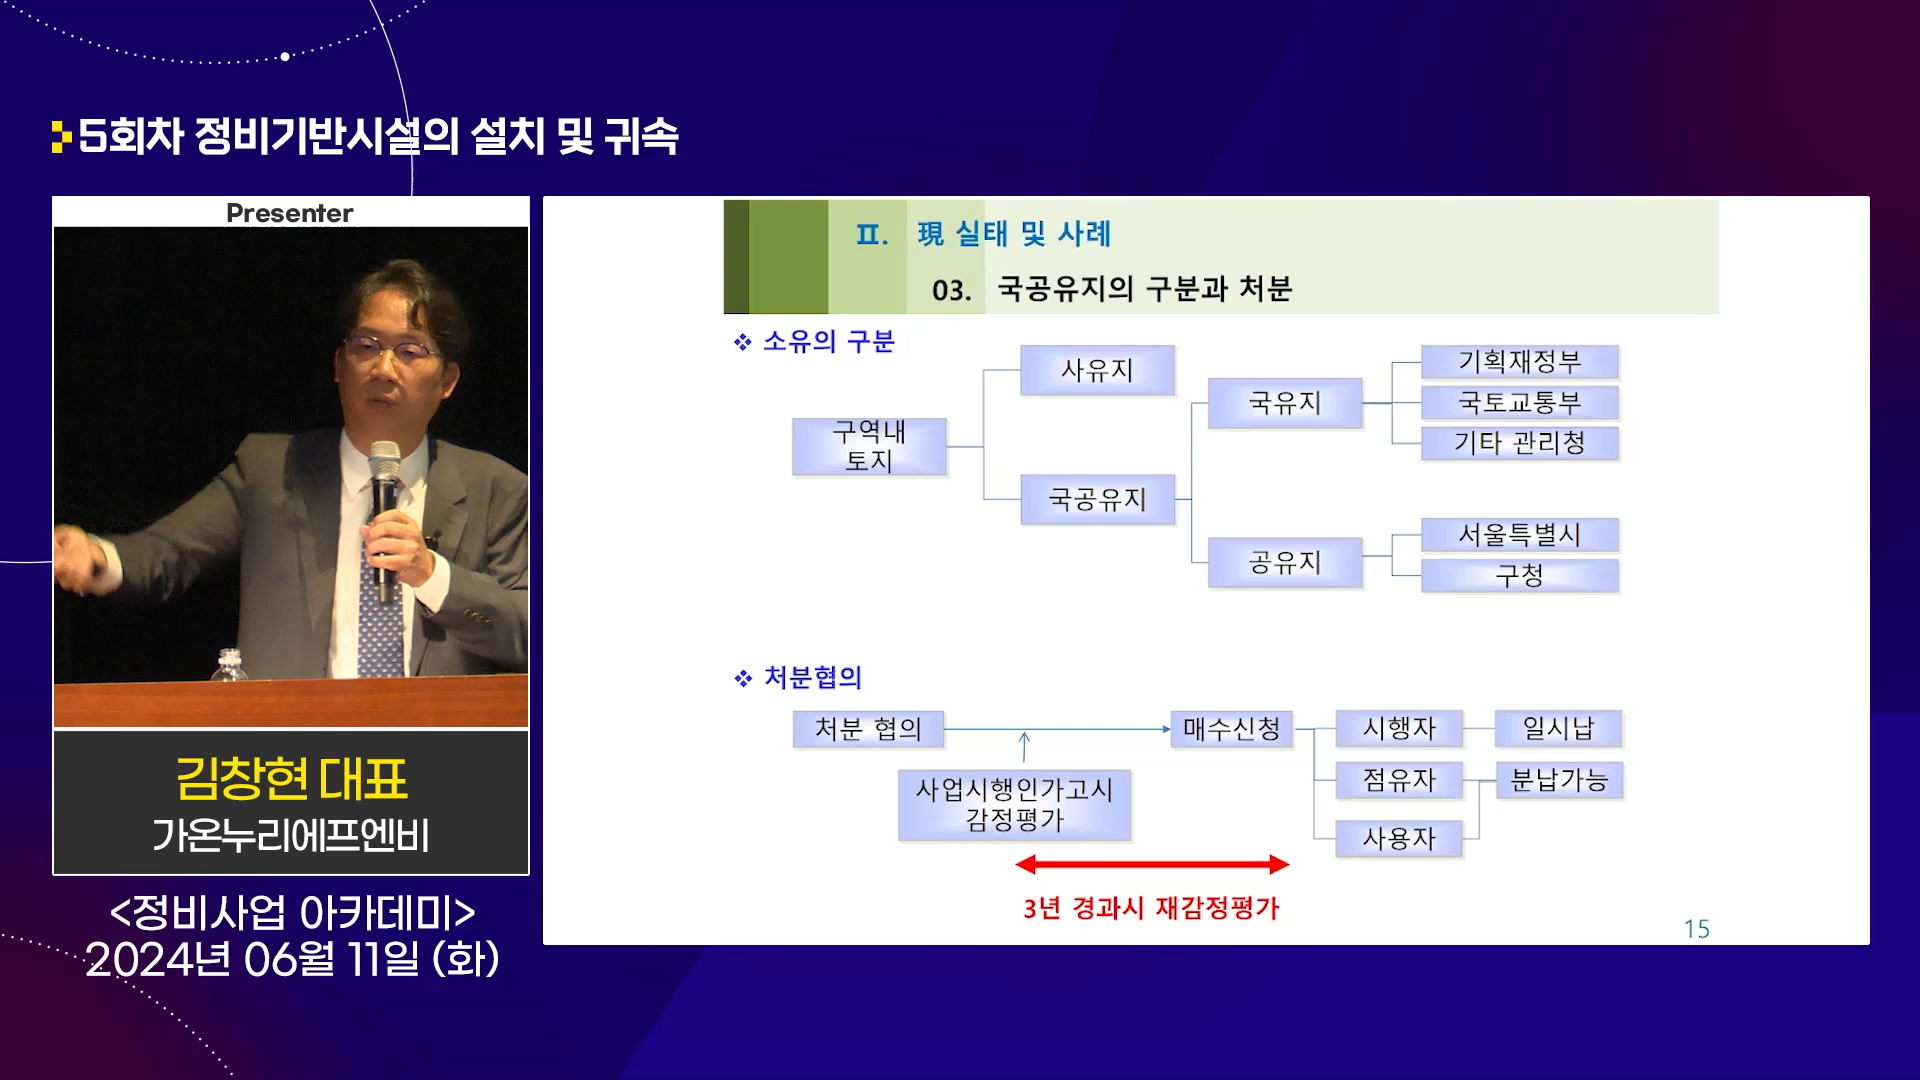 5회차 정비기반시설의 설치 및 귀속
Presenter
김창현 대표
가온누리에프엔비
<정비사업 아카데미>
2024년 06월 11일 (화)
Ⅱ. 現 실태 및 사례
03. 국공유지의 구분과 처분
❖ 소유의 구분
구역내
토지
사유지
국공유지
국유지
공유지
기획재정부
국토교통부
기타 관리청
서울특별시
구청
❖ 처분협의
처분 협의
사업시행인가고시
감정평가
매수신청
시행자
일시납
점유자
분납가능
사용자
3년 경과시 재감정평가
15